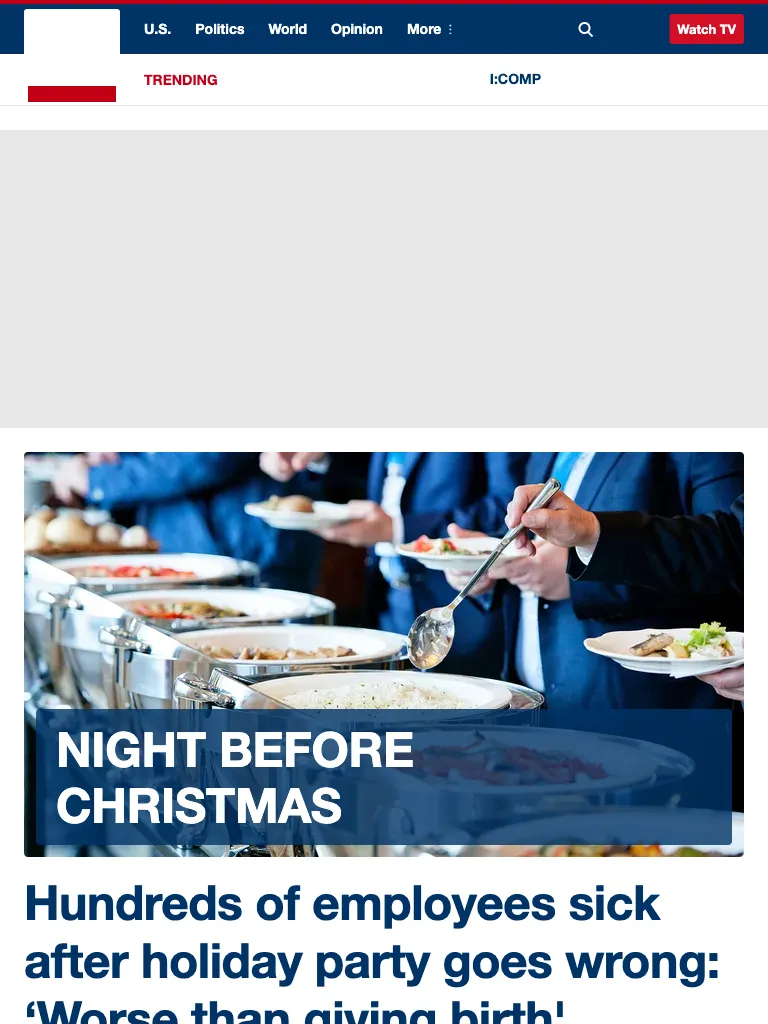 U.S. Politics World Opinion More Watch TV
TRENDING I:COMP
NIGHT BEFORE
CHRISTMAS
Hundreds of employees sick
after holiday party goes wrong:
‘Worse than giving birth'